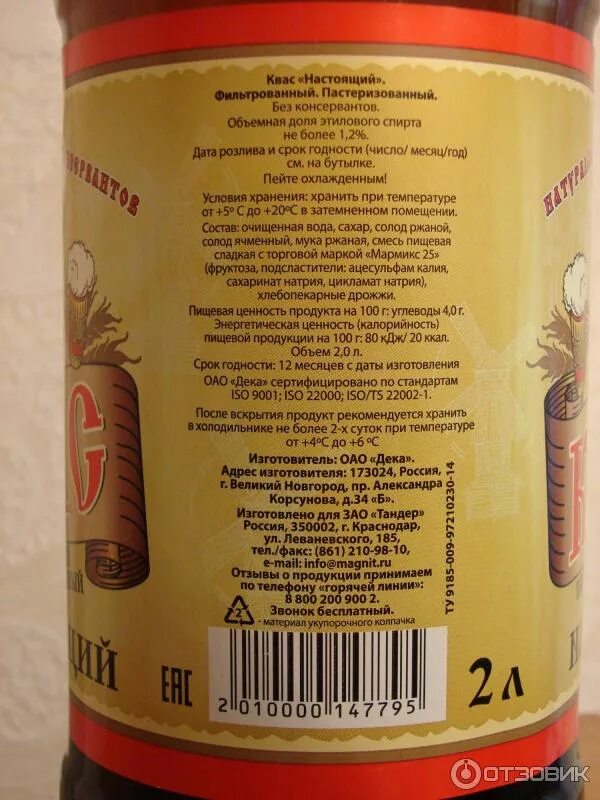 Квас «Настоящий».
Фильтрованный. Пастеризованный.
Без консервантов.
Объемная доля этилового спирта
не более 1,2%.
Дата розлива и срок годности (число/ месяц/год)
см. на бутылке.
Пейте охлажденным!
Условия хранения: хранить при температуре
от +5º С до +20ºС в затемненном помещении.
Состав: очищенная вода, сахар, солод ржаной,
солод ячменный, мука ржаная, смесь пищевая
сладкая с торговой маркой «Мармикс 25»
(фруктоза, подсластители: ацесульфам калия,
сахаринат натрия, цикламат натрия),
хлебопекарные дрожжи.
Пищевая ценность продукта на 100 г: углеводы 4,0 г.
Энергетическая ценность (калорийность)
пищевой продукции на 100 г: 80 кДж/ 20 ккал.
Объем 2,0 л.
Срок годности: 12 месяцев с даты изготовления
ОАО «Дека» сертифицировано по стандартам
ISO 9001; ISO 22000; ISO/TS 22002-1.
После вскрытия продукт рекомендуется хранить
в холодильнике не более 2-х суток при температуре
от +4ºС до +6 ºС
Изготовитель: ОАО «Дека».
Адрес изготовителя: 173024, Россия,
г. Великий Новгород, пр. Александра
Корсунова, д.34 «Б».
Изготовлено для ЗАО «Тандер»
Россия, 350002, г. Краснодар,
ул. Леваневского, 185,
тел./факс: (861) 210-98-10,
e-mail: info@magnit.ru
Отзывы о продукции принимаем
по телефону «горячей линии»:
8 800 200 900 2.
Звонок бесплатный.
2
- материал укупорочного колпачка
ТУ 9185-009-97210230-14
EAC
2 010000 147795
2 л
С
К
ОТЗОВИК